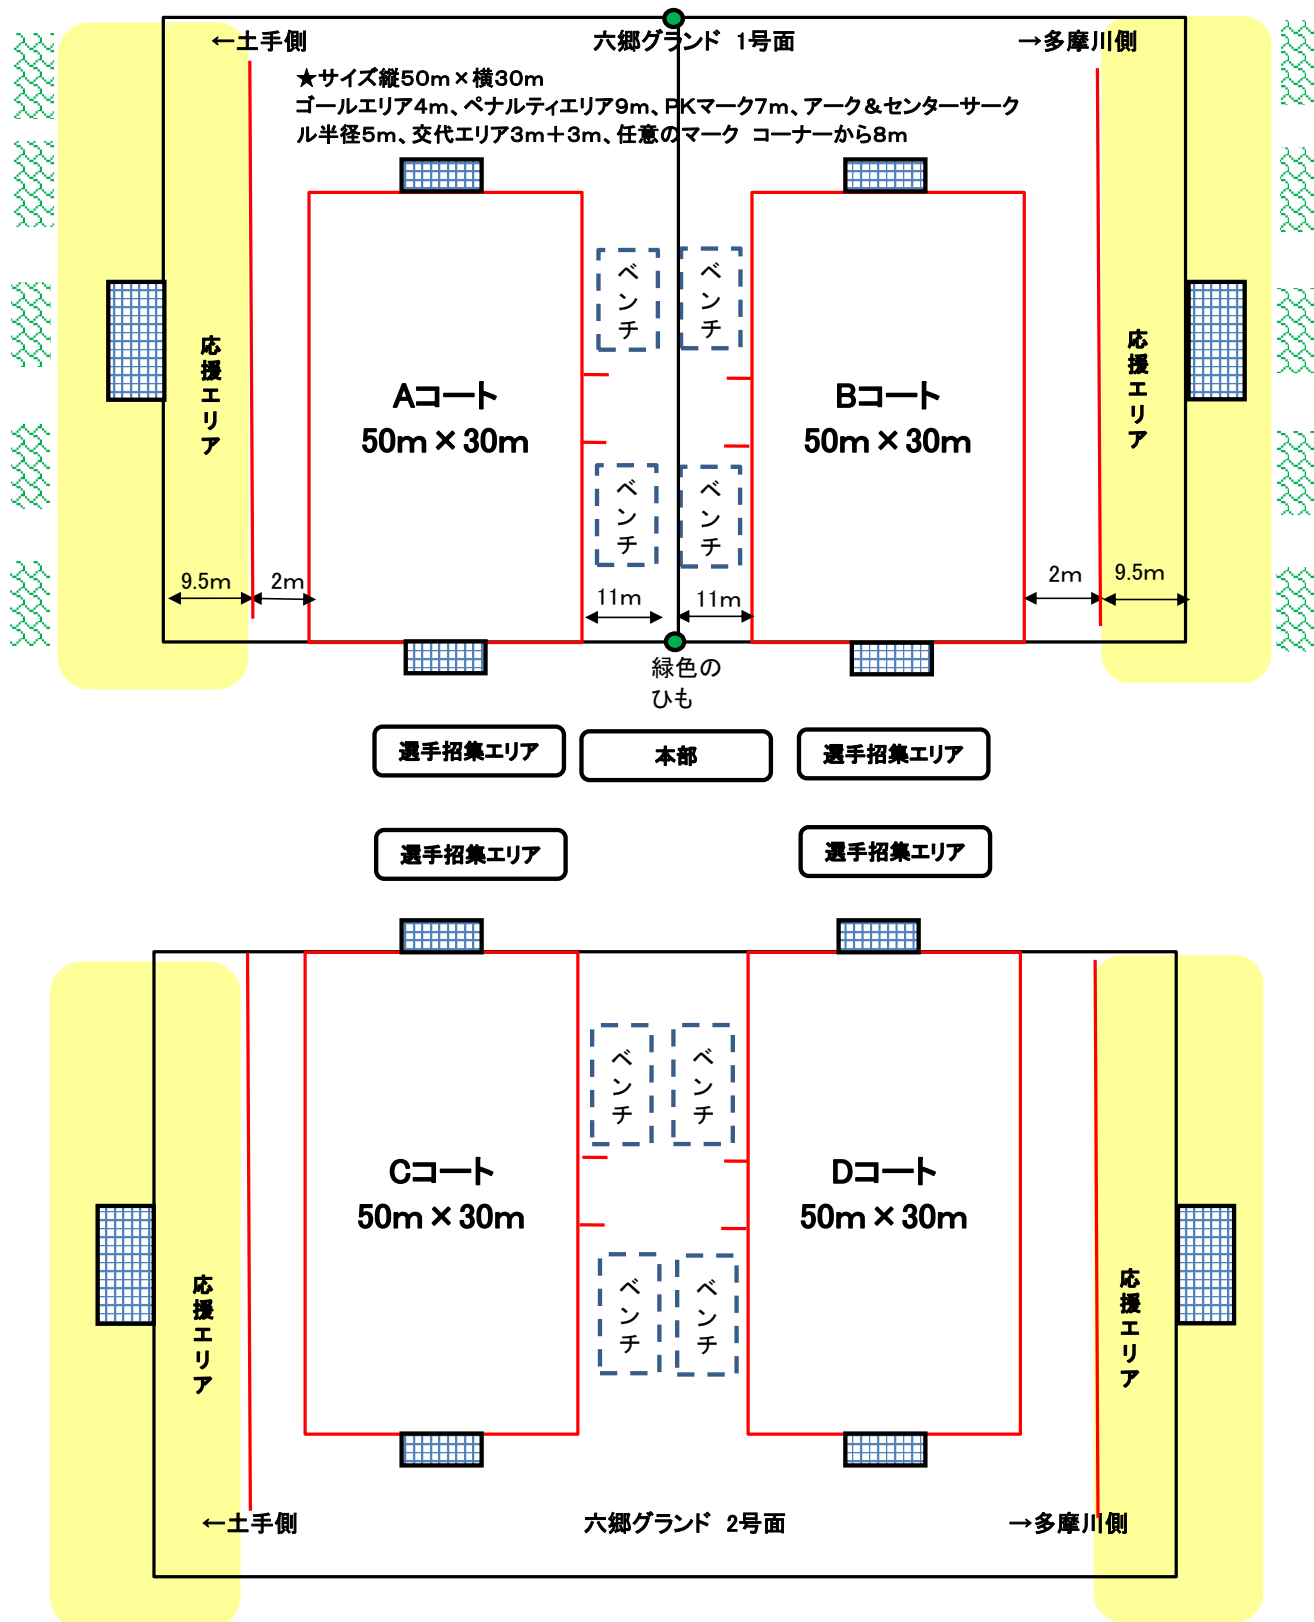 ←土手側
六郷グランド 1号面
→多摩川側
★サイズ縦50m×横30m
ゴールエリア4m、ペナルティエリア9m、PKマーク7m、アーク&センターサーク
ル半径5m、交代エリア3m+3m、任意のマーク コーナーから8m
ベンチ
ベンチ
応援エリア
Aコート
50m×30m
Bコート
50m×30m
応援エリア
ベンチ
ベンチ
9.5m
2m
11m
11m
2m
9.5m
緑色の
ひも
選手招集エリア
本部
選手招集エリア
選手招集エリア
選手招集エリア
ベンチ
ベンチ
Cコート
50m×30m
Dコート
50m×30m
応援エリア
ベンチ
ベンチ
応援エリア
←土手側
六郷グランド 2号面
→多摩川側